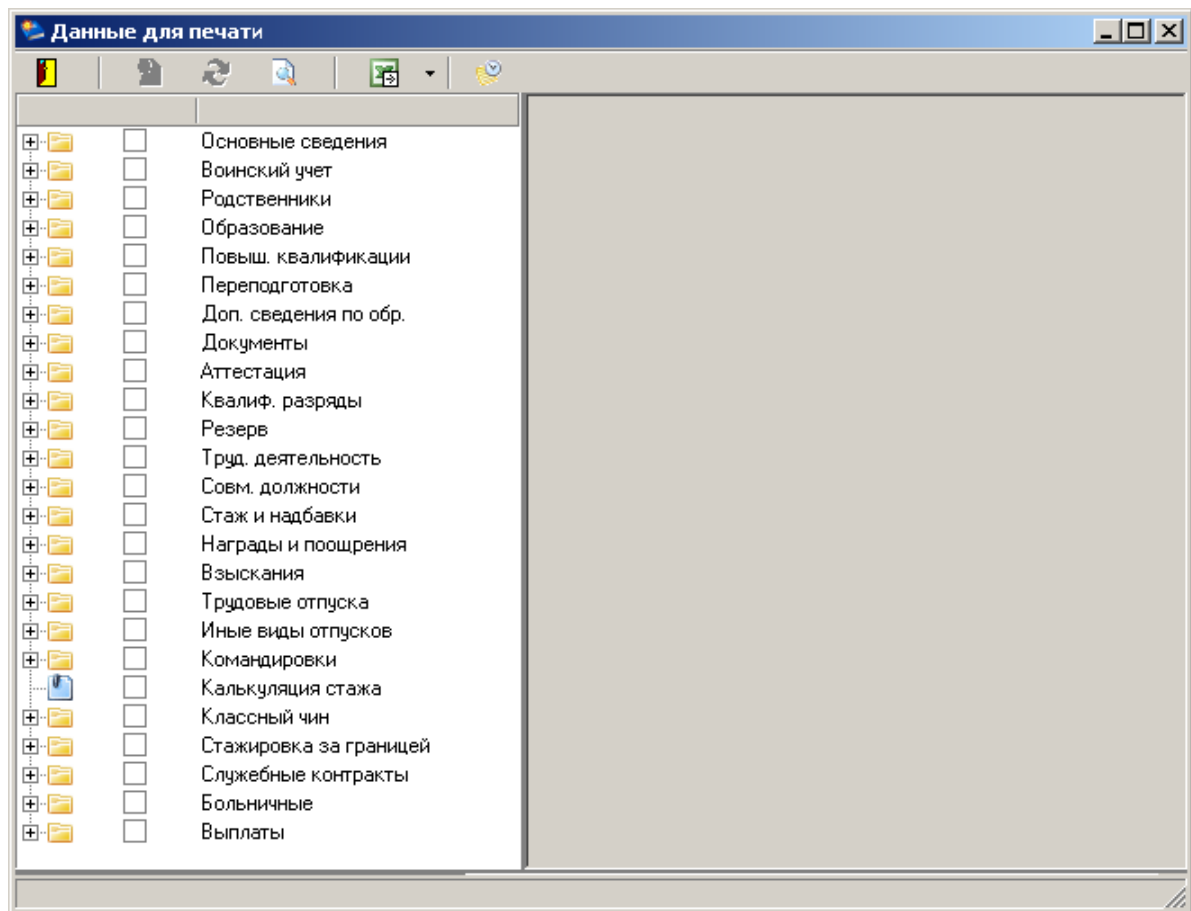 Данные для печати
Основные сведения
Воинский учет
Родственники
Образование
Повыш. квалификации
Переподготовка
Доп. сведения по обр.
Документы
Аттестация
Квалиф. разряды
Резерв
Труд. деятельность
Совм. должности
Стаж и надбавки
Награды и поощрения
Взыскания
Трудовые отпуска
Иные виды отпусков
Командировки
Калькуляция стажа
Классный чин
Стажировка за границей
Служебные контракты
Больничные
Выплаты